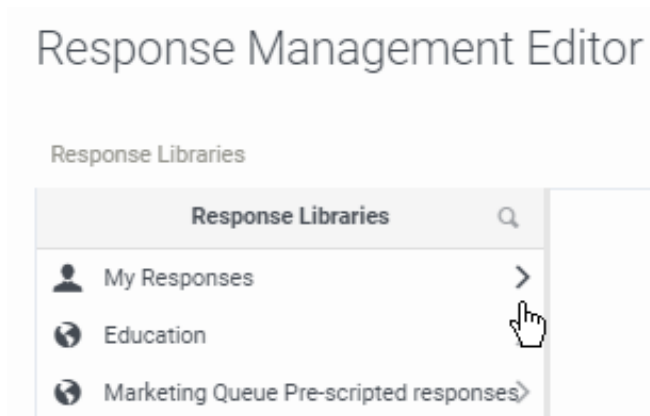 Response Management Editor
Response Libraries
Response Libraries
My Responses
Education
Marketing Queue Pre-scripted responses